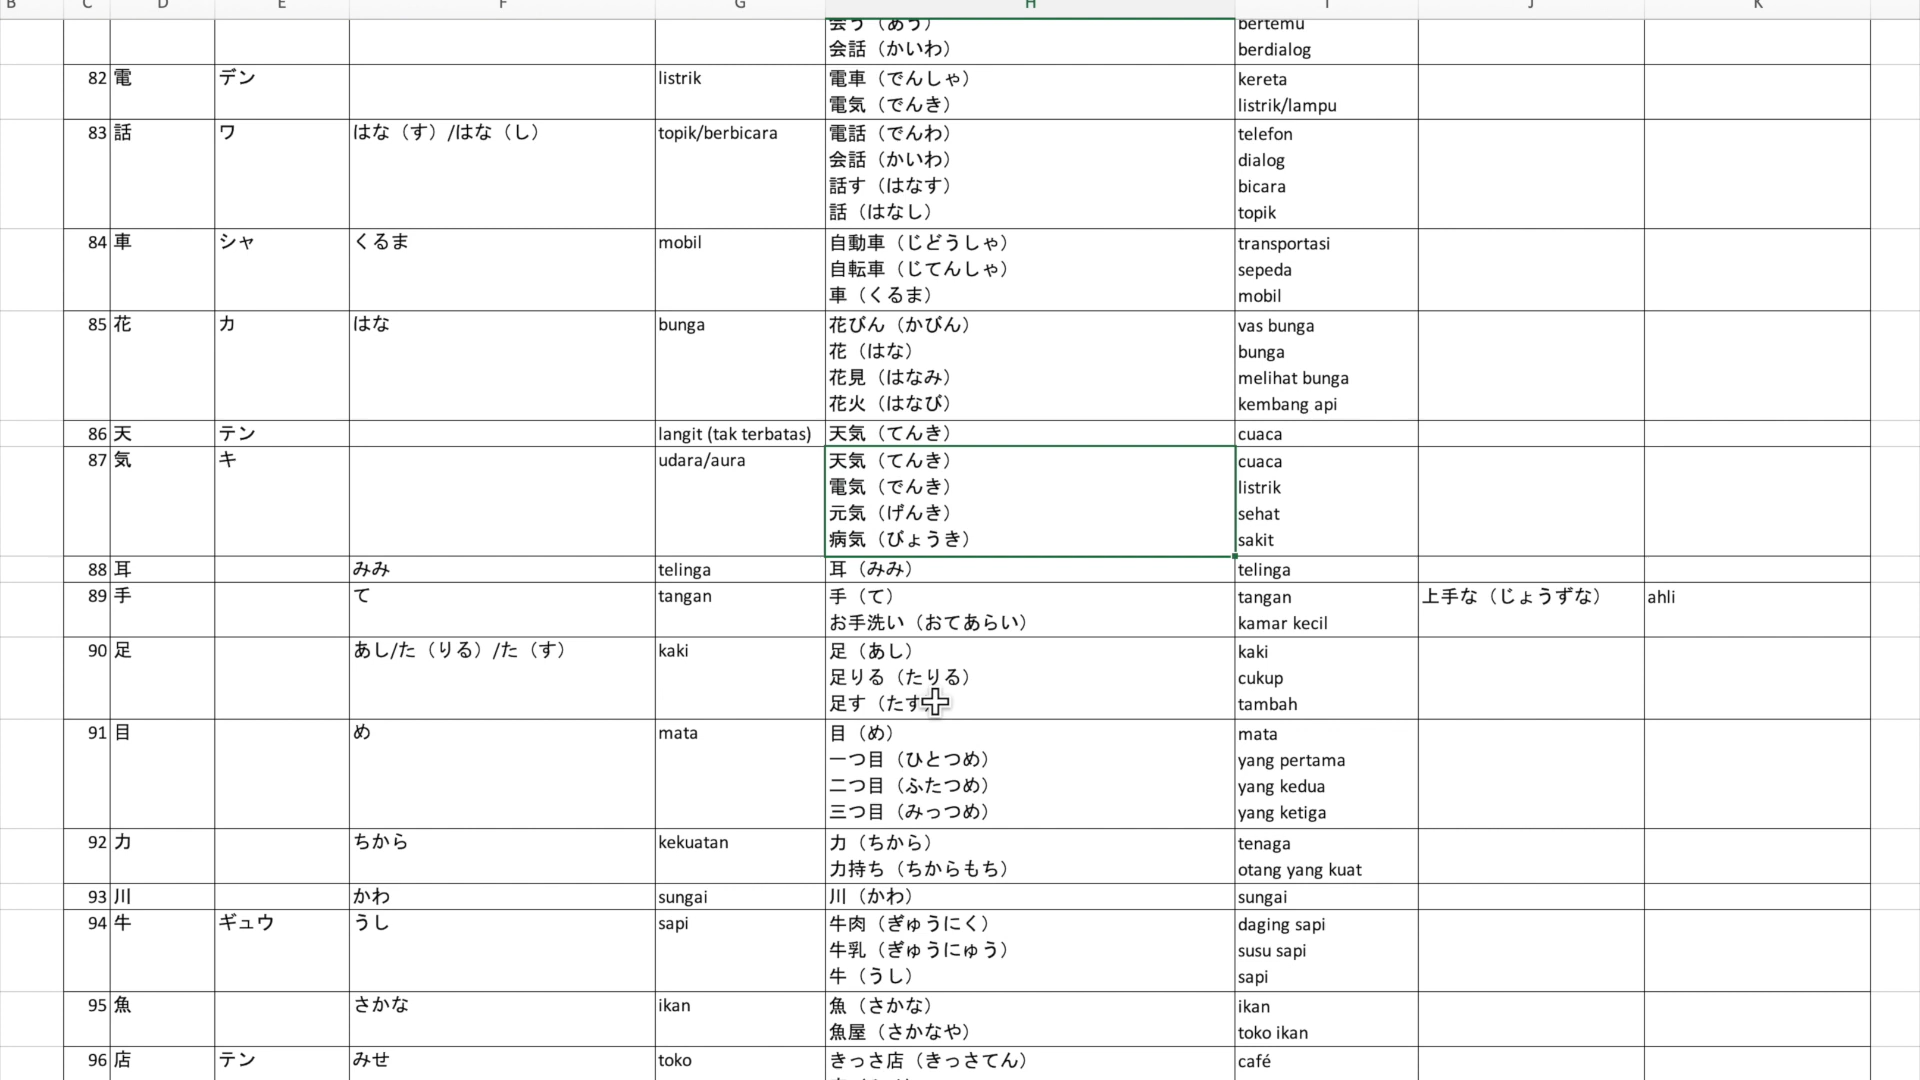 B C D E F G H I J K
会う（あう） bertemu
会話（かいわ） berdialog
82 電 デン listrik 電車（でんしゃ） kereta
電気（でんき） listrik/lampu
83 話 ワ はな（す）/はな（し） topik/berbicara 電話（でんわ） telefon
会話（かいわ） dialog
話す（はなす） bicara
話（はなし） topik
84 車 シャ くるま mobil 自動車（じどうしゃ） transportasi
自転車（じてんしゃ） sepeda
車（くるま） mobil
85 花 カ はな bunga 花びん（かびん） vas bunga
花（はな） bunga
花見（はなみ） melihat bunga
花火（はなび） kembang api
86 天 テン langit (tak terbatas) 天気（てんき） cuaca
87 気 キ udara/aura 天気（てんき） cuaca
電気（でんき） listrik
元気（げんき） sehat
病気（びょうき） sakit
88 耳 みみ telinga 耳（みみ） telinga
89 手 て tangan 手（て） tangan 上手な（じょうずな） ahli
お手洗い（おてあらい） kamar kecil
90 足 あし/た（りる）/た（す） kaki 足（あし） kaki
足りる（たりる） cukup
足す（たす） tambah
91 目 め mata 目（め） mata
一つ目（ひとつめ） yang pertama
二つ目（ふたつめ） yang kedua
三つ目（みっつめ） yang ketiga
92 力 ちから kekuatan 力（ちから） tenaga
力持ち（ちからもち） otang yang kuat
93 川 かわ sungai 川（かわ） sungai
94 牛 ギュウ うし sapi 牛肉（ぎゅうにく） daging sapi
牛乳（ぎゅうにゅう） susu sapi
牛（うし） sapi
95 魚 さかな ikan 魚（さかな） ikan
魚屋（さかなや） toko ikan
96 店 テン みせ toko きっさ店（きっさてん） café